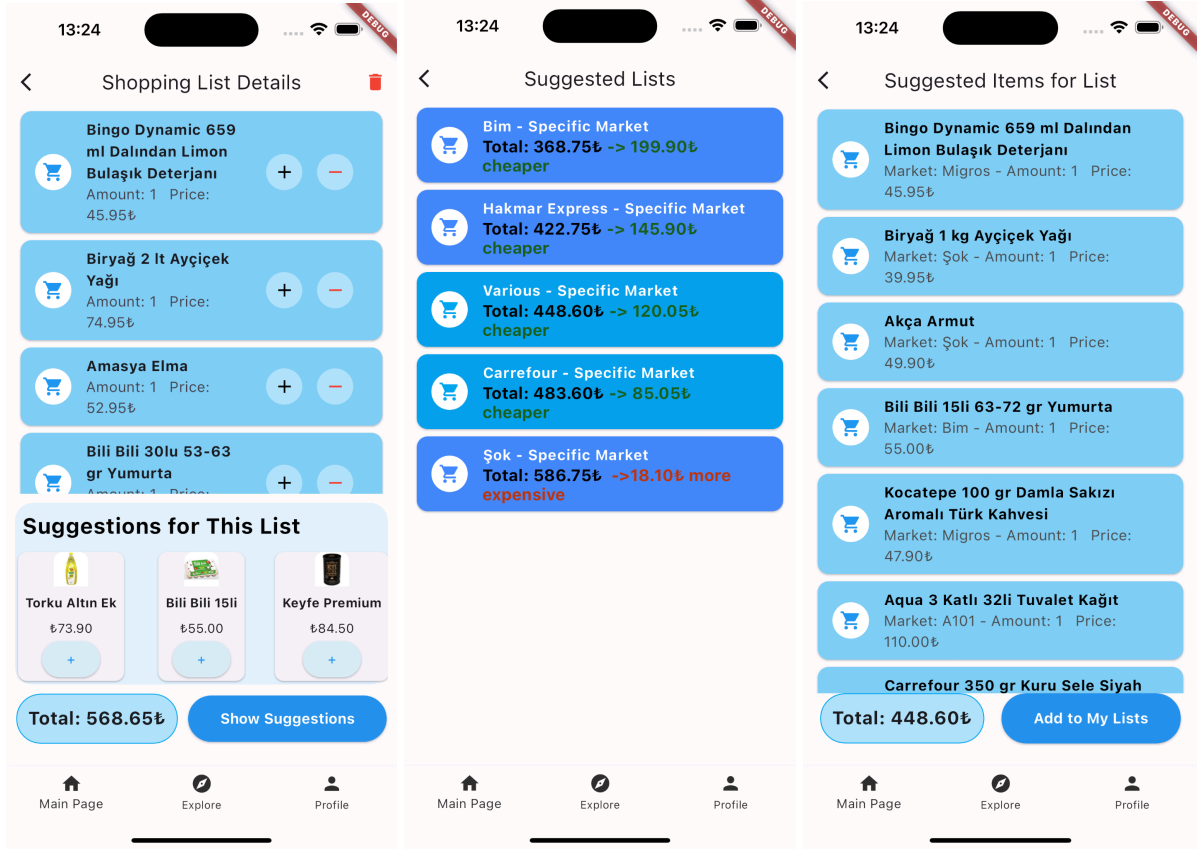 13:24
DEBUG
Shopping List Details
Bingo Dynamic 659
ml Dalından Limon
Bulaşık Deterjanı
Amount: 1 Price:
45.95₺
+
−
Biryağ 2 lt Ayçiçek
Yağı
Amount: 1 Price:
74.95₺
+
−
Amasya Elma
Amount: 1 Price:
52.95₺
+
−
Bili Bili 30lu 53-63
gr Yumurta
Amount: 1 Price:
+
−
Suggestions for This List
Torku Altın Ek
₺73.90
+
Bili Bili 15li
₺55.00
+
Keyfe Premium
₺84.50
+
Total: 568.65₺
Show Suggestions
Main Page
Explore
Profile
13:24
DEBUG
Suggested Lists
Bim - Specific Market
Total: 368.75₺ -> 199.90₺
cheaper
Hakmar Express - Specific Market
Total: 422.75₺ -> 145.90₺
cheaper
Various - Specific Market
Total: 448.60₺ -> 120.05₺
cheaper
Carrefour - Specific Market
Total: 483.60₺ -> 85.05₺
cheaper
Şok - Specific Market
Total: 586.75₺ ->18.10₺ more
expensive
Main Page
Explore
Profile
13:24
DEBUG
Suggested Items for List
Bingo Dynamic 659 ml Dalından
Limon Bulaşık Deterjanı
Market: Migros - Amount: 1 Price:
45.95₺
Biryağ 1 kg Ayçiçek Yağı
Market: Şok - Amount: 1 Price:
39.95₺
Akça Armut
Market: Şok - Amount: 1 Price:
49.90₺
Bili Bili 15li 63-72 gr Yumurta
Market: Bim - Amount: 1 Price:
55.00₺
Kocatepe 100 gr Damla Sakızı
Aromalı Türk Kahvesi
Market: Migros - Amount: 1 Price:
47.90₺
Aqua 3 Katlı 32li Tuvalet Kağıt
Market: A101 - Amount: 1 Price:
110.00₺
Carrefour 350 gr Kuru Sele Siyah
Total: 448.60₺
Add to My Lists
Main Page
Explore
Profile